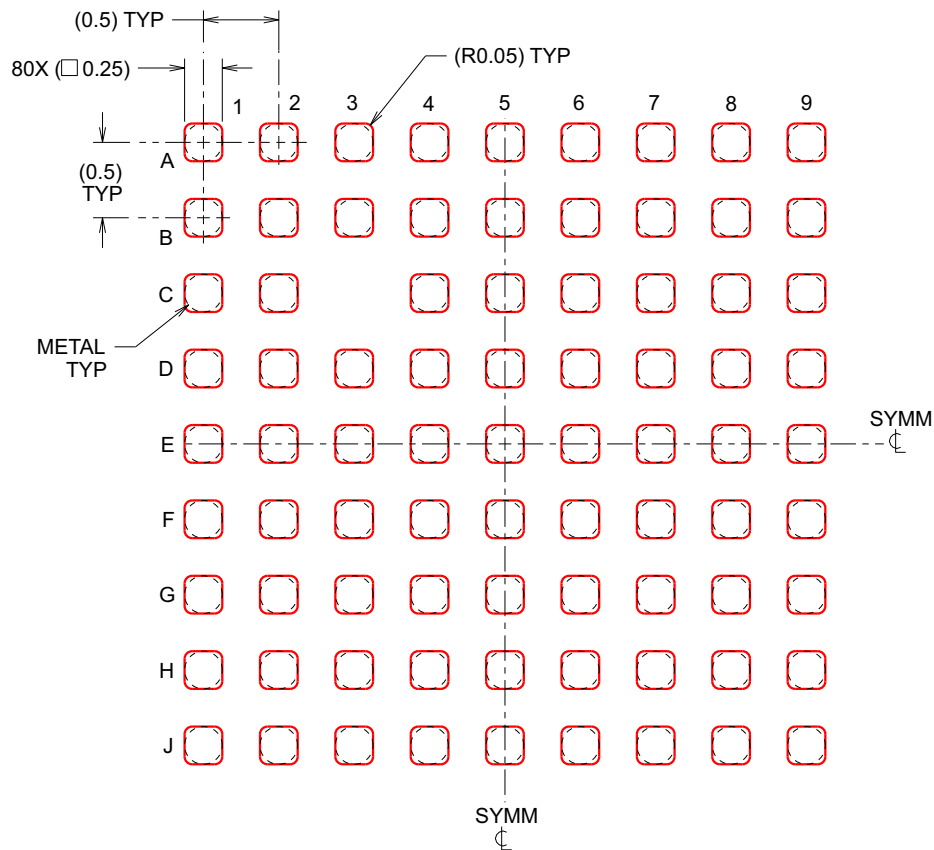 (0.5) TYP
80X (□ 0.25)
(R0.05) TYP
1 2 3 4 5 6 7 8 9
A
(0.5)
TYP
B
C
METAL
TYP
D
E
SYMM
℄
F
G
H
J
SYMM
℄